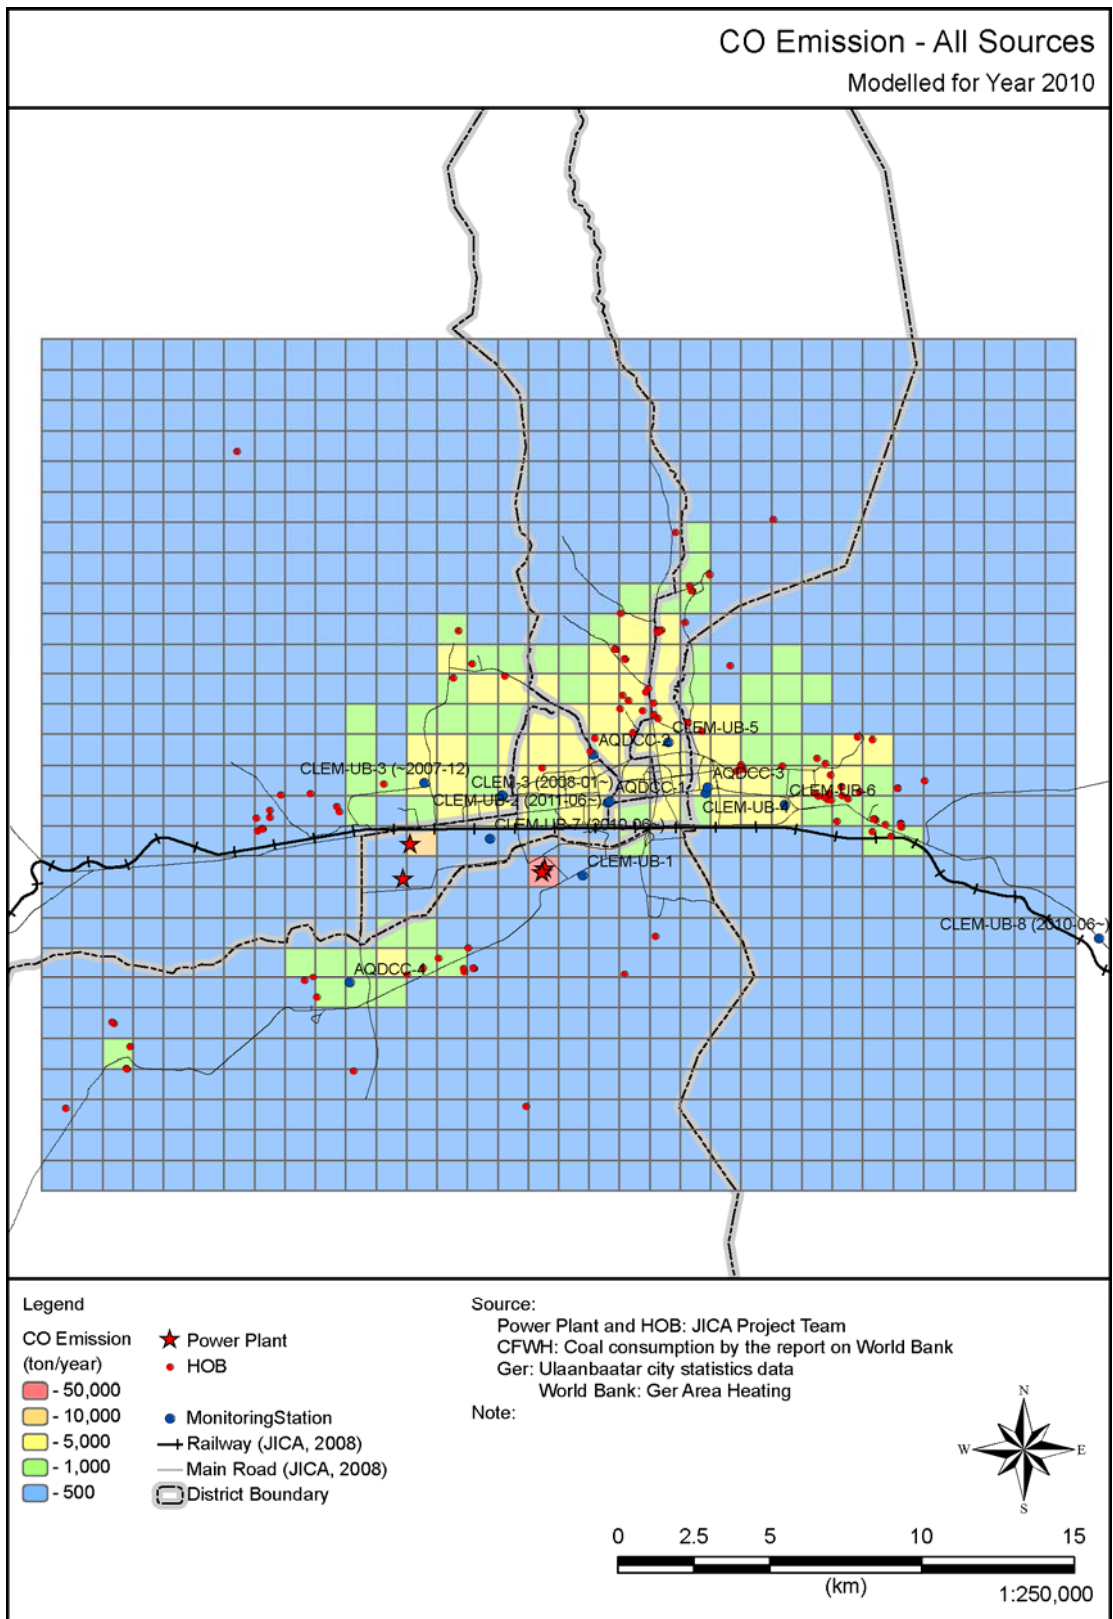 CO Emission - All Sources
Modelled for Year 2010
CLEM-UB-5
AQDCC-2
CLEM-UB-3 (~2007-12)
CLEM-3 (2008-01~)
AQDCC-3
AQDCC-1
CLEM-UB-6
CLEM-UB-2 (2011-06~)
CLEM-UB-4
CLEM-UB-7 (2010-06~)
CLEM-UB-1
CLEM-UB-8 (2010-06~)
AQDCC-4
Legend
CO Emission
(ton/year)
- 50,000
- 10,000
- 5,000
- 1,000
- 500
Power Plant
HOB
MonitoringStation
Railway (JICA, 2008)
Main Road (JICA, 2008)
District Boundary
Source:
Power Plant and HOB: JICA Project Team
CFWH: Coal consumption by the report on World Bank
Ger: Ulaanbaatar city statistics data
World Bank: Ger Area Heating
Note:
N
W
E
S
0 2.5 5 10 15
(km)
1:250,000